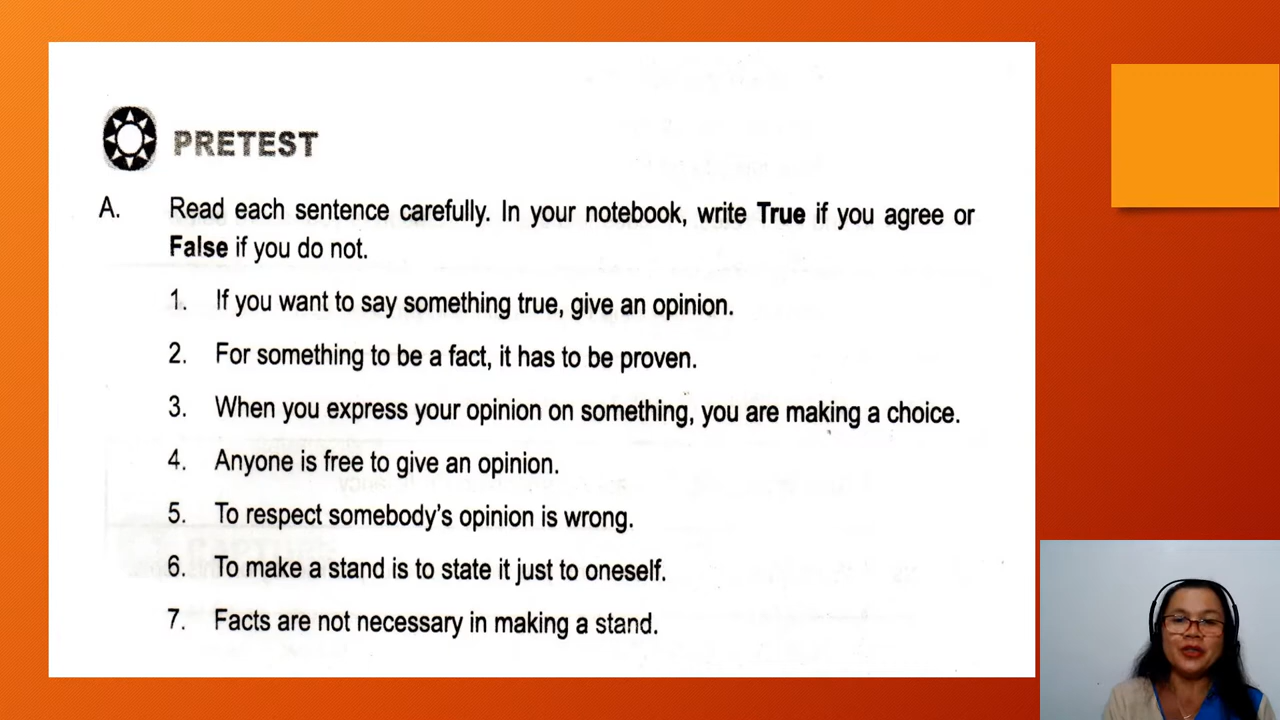 PRETEST
A. Read each sentence carefully. In your notebook, write True if you agree or
False if you do not.
1. If you want to say something true, give an opinion.
2. For something to be a fact, it has to be proven.
3. When you express your opinion on something, you are making a choice.
4. Anyone is free to give an opinion.
5. To respect somebody's opinion is wrong.
6. To make a stand is to state it just to oneself.
7. Facts are not necessary in making a stand.